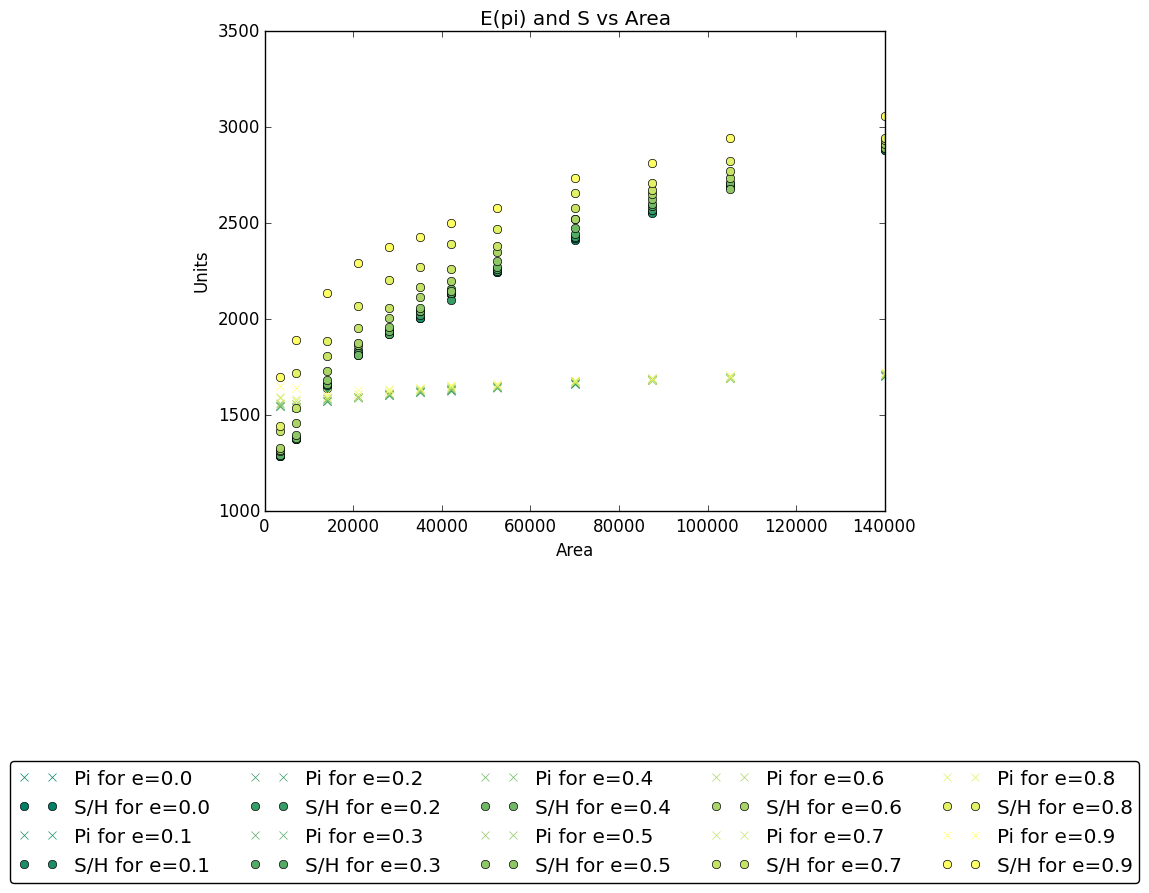 E(pi) and S vs Area
3500
3000
2500
2000
1500
1000
Units
0 20000 40000 60000 80000 100000 120000 140000
Area
Pi for e=0.0 Pi for e=0.2 Pi for e=0.4 Pi for e=0.6 Pi for e=0.8
S/H for e=0.0 S/H for e=0.2 S/H for e=0.4 S/H for e=0.6 S/H for e=0.8
Pi for e=0.1 Pi for e=0.3 Pi for e=0.5 Pi for e=0.7 Pi for e=0.9
S/H for e=0.1 S/H for e=0.3 S/H for e=0.5 S/H for e=0.7 S/H for e=0.9